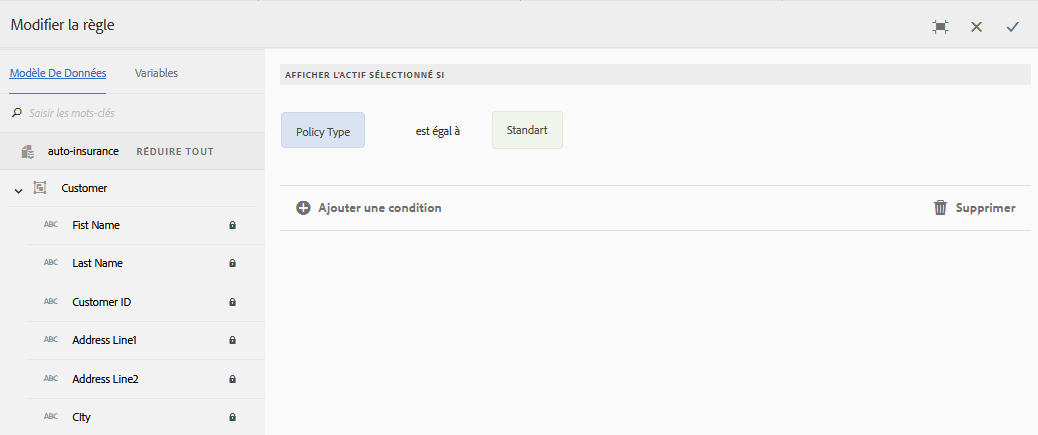 Modifier la règle
Modèle De Données
Variables
Saisir les mots-clés
auto-insurance
RÉDUIRE TOUT
Customer
ABC Fist Name
ABC Last Name
ABC Customer ID
ABC Address Line1
ABC Address Line2
ABC CIty
AFFICHER L'ACTIF SÉLECTIONNÉ SI
Policy Type
est égal à
Standart
Ajouter une condition
Supprimer